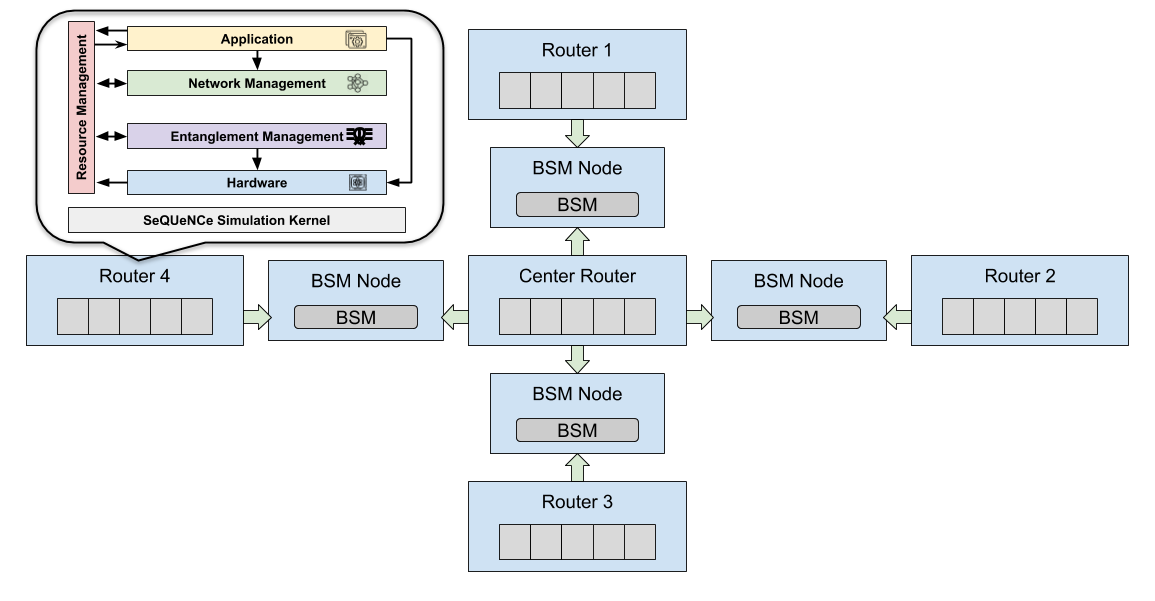 Resource Management
Application
Network Management
Entanglement Management
Hardware
SeQUeNCe Simulation Kernel
Router 1
BSM Node
BSM
Router 4
BSM Node
BSM
Center Router
BSM Node
BSM
Router 2
BSM Node
BSM
Router 3